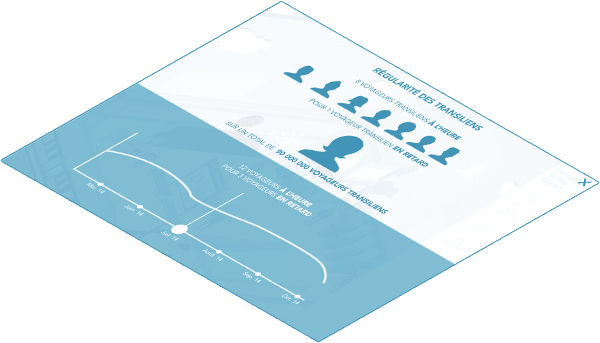 RÉGULARITÉ DES TRANSILIENS
8 VOYAGEURS TRANSILIENS À L'HEURE
POUR 1 VOYAGEUR TRANSILIEN EN RETARD
SUR UN TOTAL DE 90 000 000 VOYAGEURS TRANSILIENS
12 VOYAGEURS À L'HEURE
POUR 1 VOYAGEURS EN RETARD
Mai 14
Juin 14
Juil 14
Août 14
Sep. 14
Oct. 14